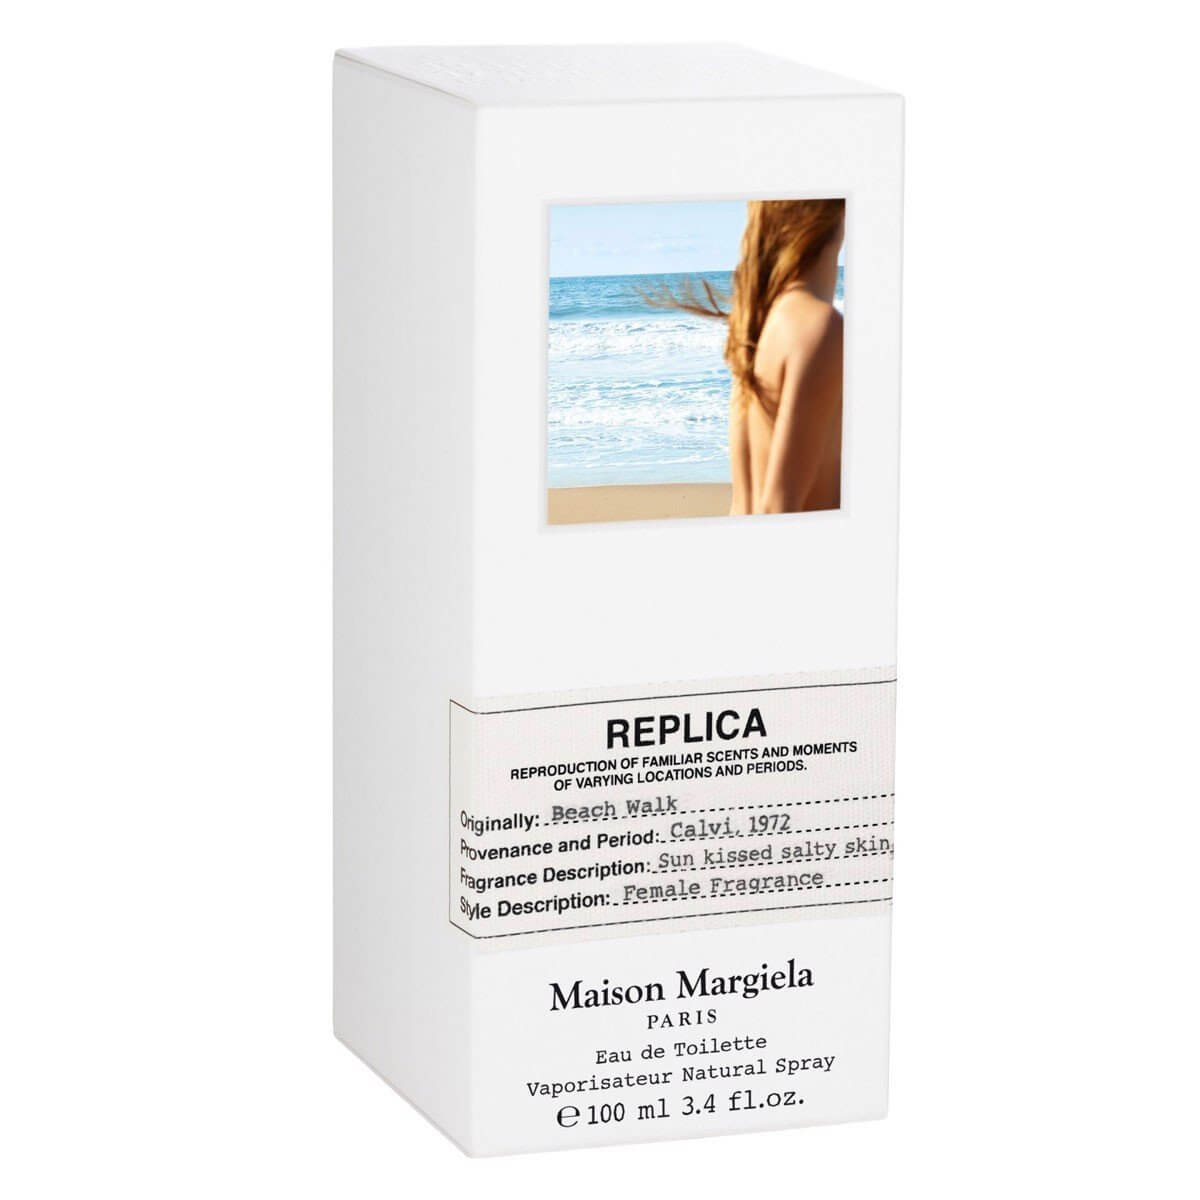 REPLICA
REPRODUCTION OF FAMILIAR SCENTS AND MOMENTS
OF VARYING LOCATIONS AND PERIODS.
Originally: Beach Walk
Provenance and Period: Calvi, 1972
Fragrance Description: Sun kissed salty skin,
Style Description: Female Fragrance
Maison Margiela
PARIS
Eau de Toilette
Vaporisateur Natural Spray
℮ 100 ml 3.4 fl.oz.